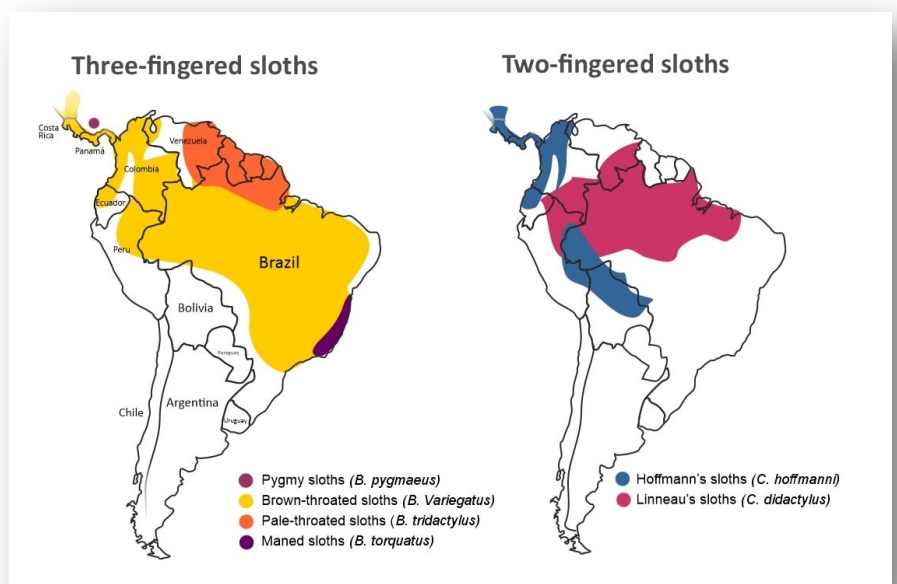 Three-fingered sloths
Costa
Rica
Panamá
Venezuela
Colombia
Ecuador
Peru
Brazil
Bolivia
Paraguay
Chile
Argentina
Uruguay
Pygmy sloths (B. pygmaeus)
Brown-throated sloths (B. Variegatus)
Pale-throated sloths (B. tridactylus)
Maned sloths (B. torquatus)
Two-fingered sloths
Hoffmann's sloths (C. hoffmanni)
Linneau's sloths (C. didactylus)